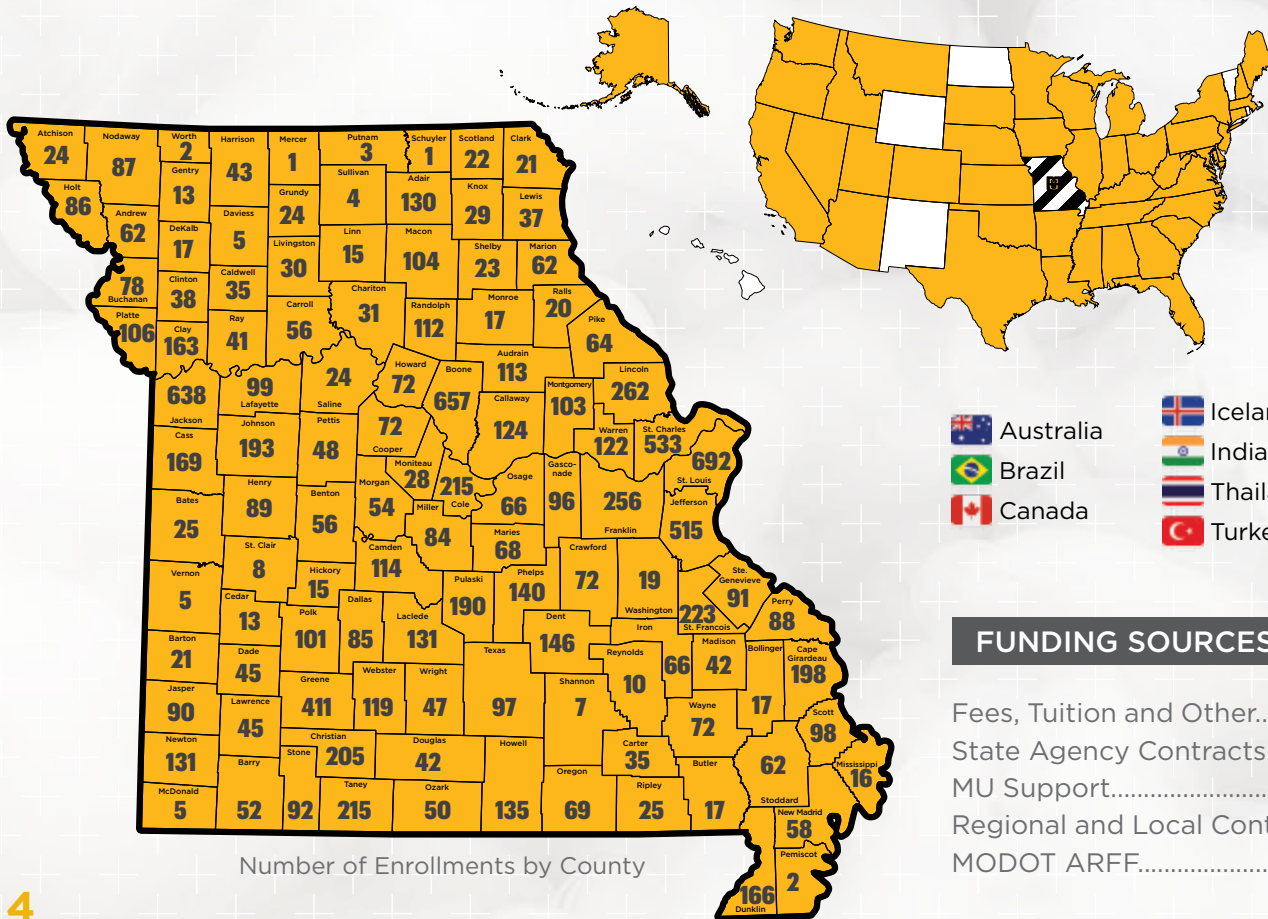 Atchison
24
Nodaway
87
Worth
2
Harrison
43
Mercer
1
Putnam
3
Schuyler
1
Scotland
22
Clark
21
Holt
86
Gentry
13
Sullivan
4
Adair
130
Knox
29
Lewis
37
Andrew
62
DeKalb
17
Daviess
5
Grundy
24
Livingston
30
Linn
15
Macon
104
Shelby
23
Marion
62
78
Buchanan
Clinton
38
Caldwell
35
Chariton
31
Randolph
112
Monroe
17
Ralls
20
Platte
106
Clay
163
Ray
41
Carroll
56
Pike
64
Audrain
113
638
Jackson
99
Lafayette
24
Saline
Howard
72
Boone
657
Callaway
124
Montgomery
103
Lincoln
262
Warren
122
St. Charles
533
692
St. Louis
Cass
169
Johnson
193
Pettis
48
72
Cooper
Moniteau
28
215
Cole
Osage
66
Gasco-
nade
96
256
Franklin
Jefferson
515
Bates
25
Henry
89
Benton
56
Morgan
54
Miller
84
Maries
68
St. Clair
8
Hickory
15
Camden
114
Pulaski
190
Phelps
140
Crawford
72
19
Washington
Ste.
Genevieve
91
223
St. Francois
Perry
88
Vernon
5
Cedar
13
Polk
101
Dallas
85
Laclede
131
Dent
146
Iron
66
Madison
42
Bollinger
17
Cape
Girardeau
198
Barton
21
Dade
45
Greene
411
Webster
119
Wright
47
Texas
97
Shannon
7
Reynolds
10
Wayne
72
Scott
98
Jasper
90
Lawrence
45
Christian
205
Douglas
42
Howell
135
Carter
35
Butler
17
62
Stoddard
Mississippi
16
Newton
131
Barry
52
Stone
92
Taney
215
Ozark
50
Oregon
69
Ripley
25
New Madrid
58
McDonald
5
Pemiscot
2
166
Dunklin
Number of Enrollments by County
4
MU
Australia
Brazil
Canada
Icelan
India
Thaila
Turke
FUNDING SOURCES
Fees, Tuition and Other..
State Agency Contracts
MU Support......................
Regional and Local Cont
MODOT ARFF..................